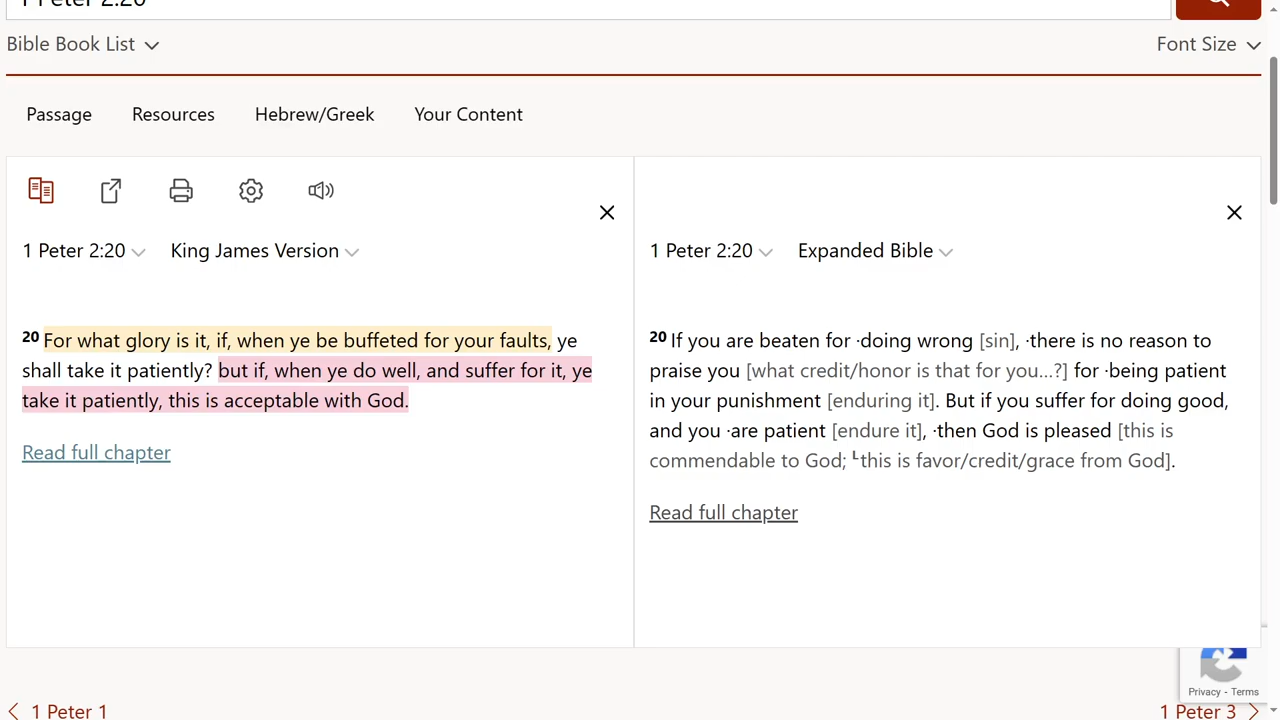 1 Peter 2:20
Bible Book List
Font Size
Passage Resources Hebrew/Greek Your Content
1 Peter 2:20 King James Version
20 For what glory is it, if, when ye be buffeted for your faults, ye
shall take it patiently? but if, when ye do well, and suffer for it, ye
take it patiently, this is acceptable with God.
Read full chapter
1 Peter 2:20 Expanded Bible
20 If you are beaten for ·doing wrong [sin], ·there is no reason to
praise you [what credit/honor is that for you…?] for ·being patient
in your punishment [enduring it]. But if you suffer for doing good,
and you ·are patient [endure it], ·then God is pleased [this is
commendable to God; ᴸthis is favor/credit/grace from God].
Read full chapter
Privacy - Terms
1 Peter 1
1 Peter 3